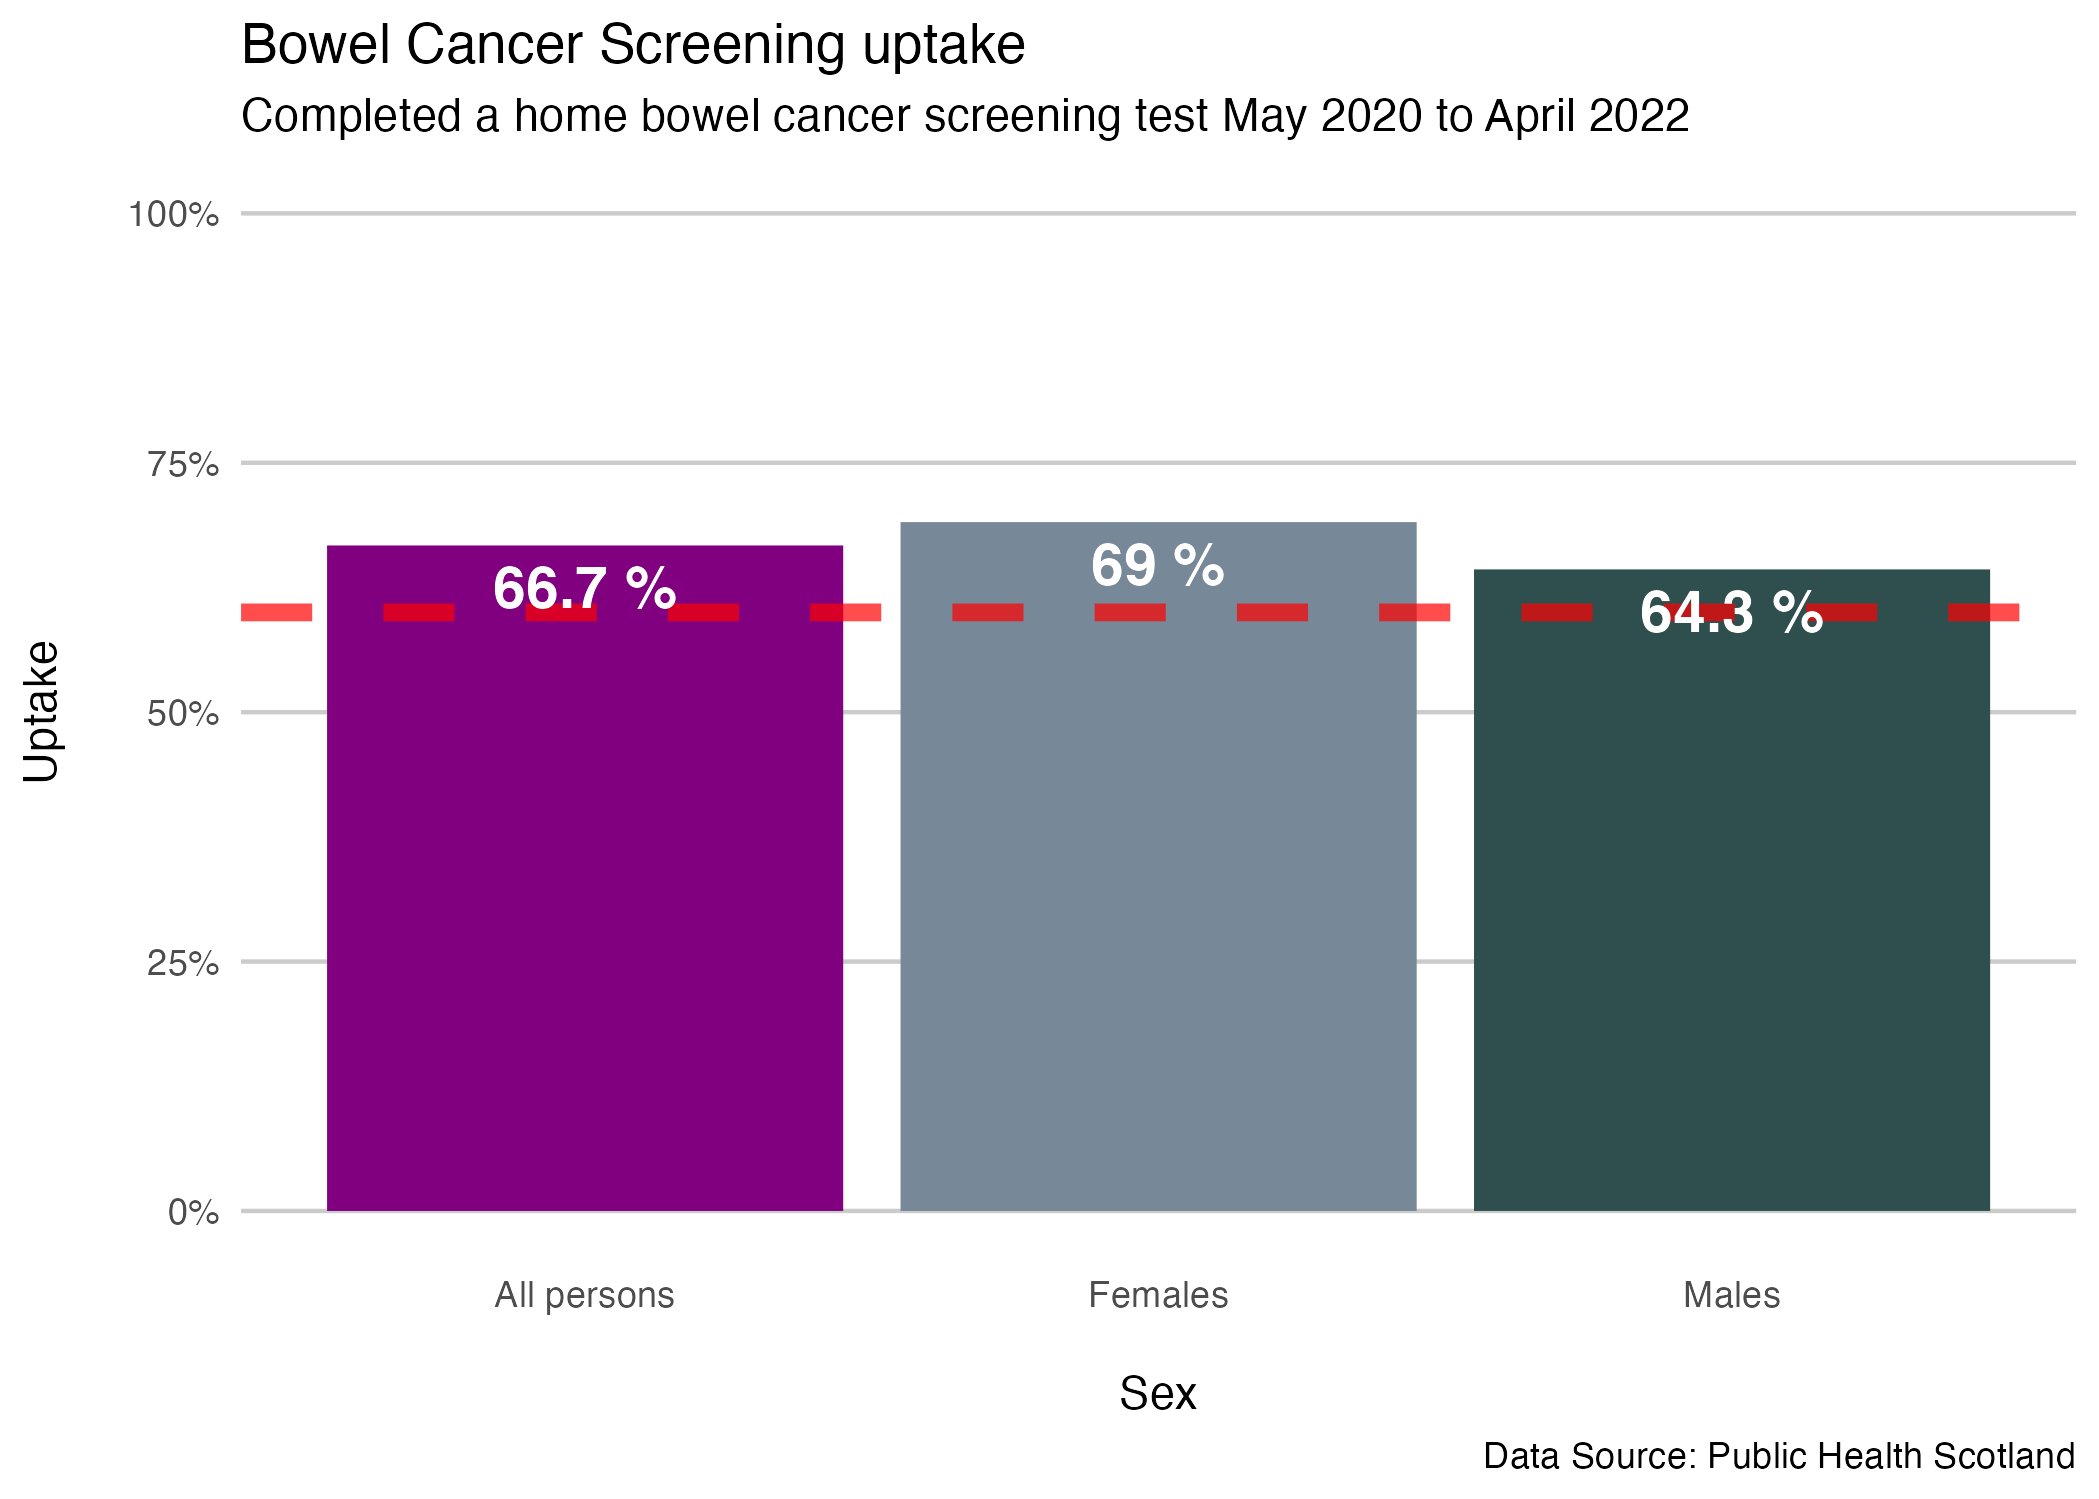 Bowel Cancer Screening uptake
Completed a home bowel cancer screening test May 2020 to April 2022
100%
75%
50%
25%
0%
Uptake
66.7 %
69 %
64.3 %
All persons
Females
Males
Sex
Data Source: Public Health Scotland